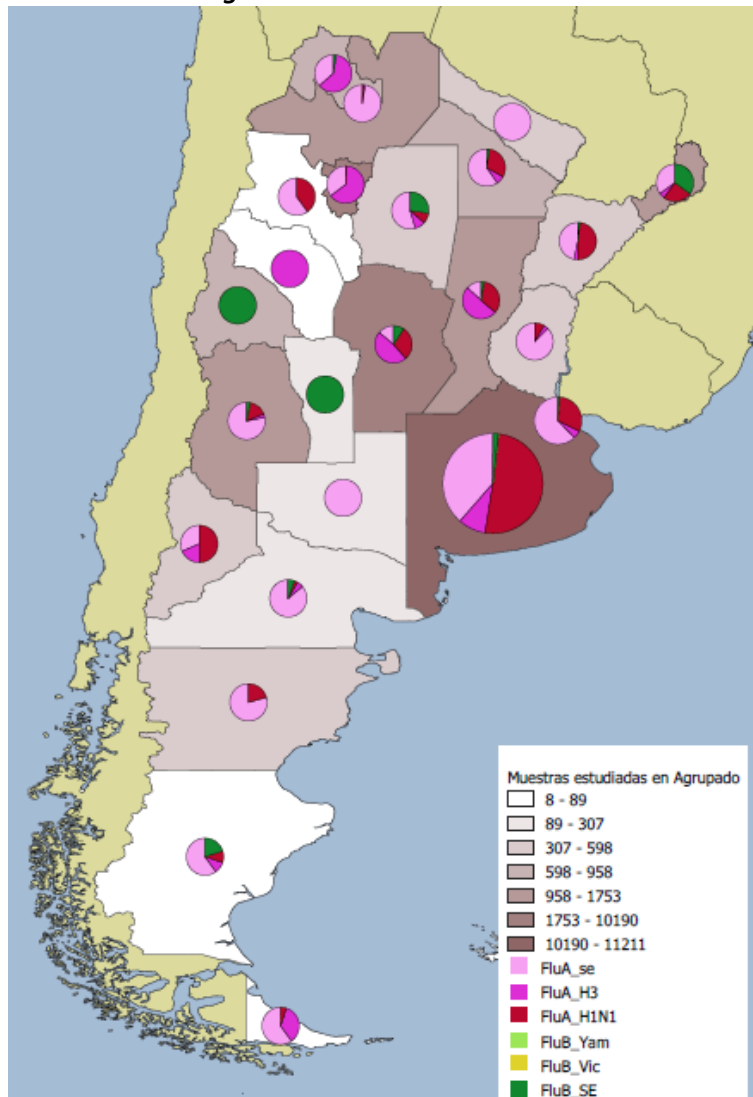 Muestras estudiadas en Agrupado
8 - 89
89 - 307
307 - 598
598 - 958
958 - 1753
1753 - 10190
10190 - 11211
FluA_se
FluA_H3
FluA_H1N1
FluB_Yam
FluB_Vic
FluB_SE